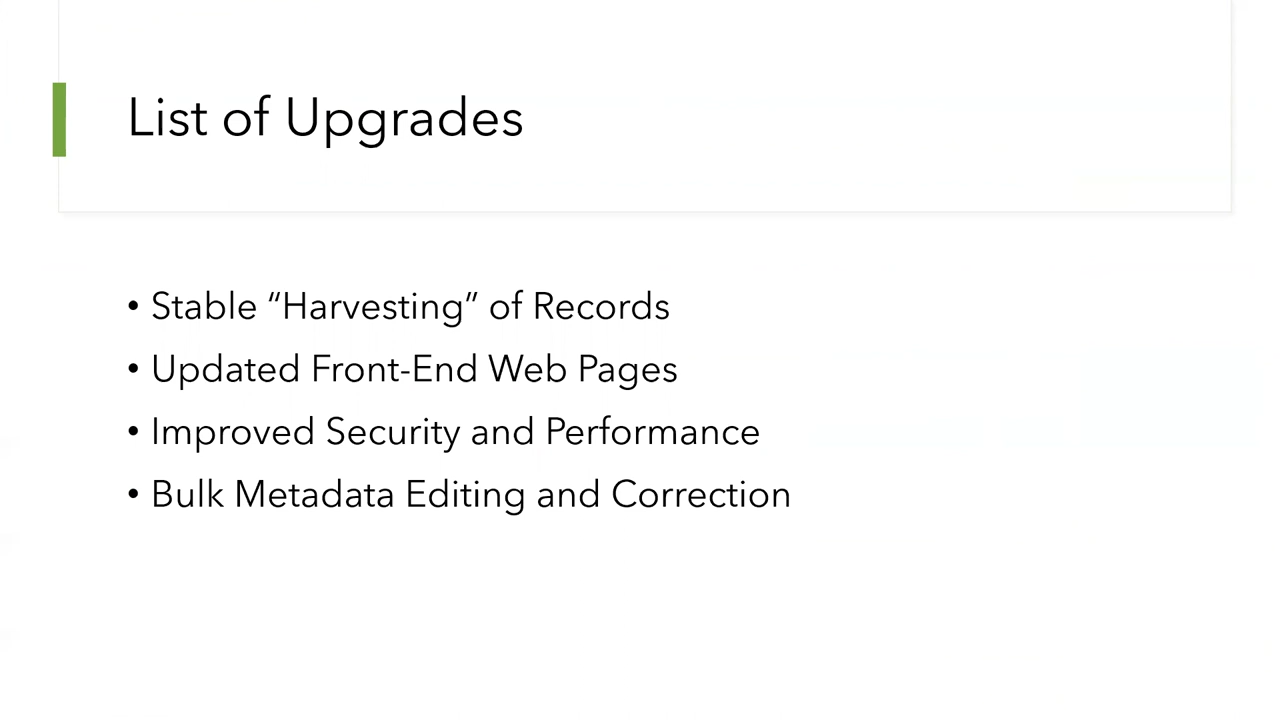 List of Upgrades
• Stable “Harvesting” of Records
• Updated Front-End Web Pages
• Improved Security and Performance
• Bulk Metadata Editing and Correction